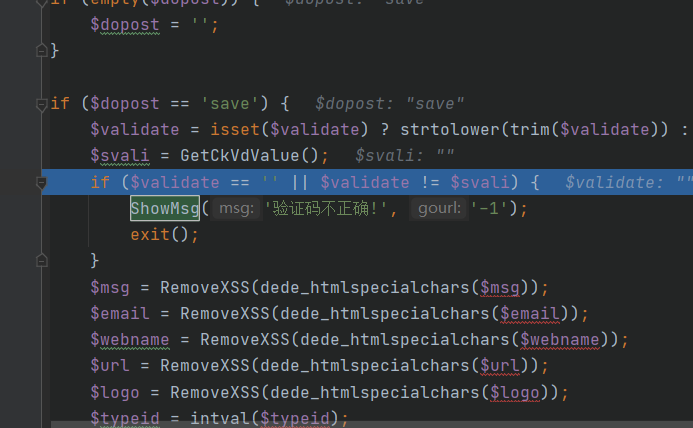 if (empty($dopost)) {   $dopost: "save"
$dopost = '';
}
if ($dopost == 'save') {   $dopost: "save"
$validate = isset($validate) ? strtolower(trim($validate)) :
$svali = GetCkVdValue();   $svali: ""
if ($validate == '' || $validate != $svali) {   $validate: ""
ShowMsg( msg: '验证码不正确!', gourl: '-1');
exit();
}
$msg = RemoveXSS(dede_htmlspecialchars($msg));
$email = RemoveXSS(dede_htmlspecialchars($email));
$webname = RemoveXSS(dede_htmlspecialchars($webname));
$url = RemoveXSS(dede_htmlspecialchars($url));
$logo = RemoveXSS(dede_htmlspecialchars($logo));
$typeid = intval($typeid);